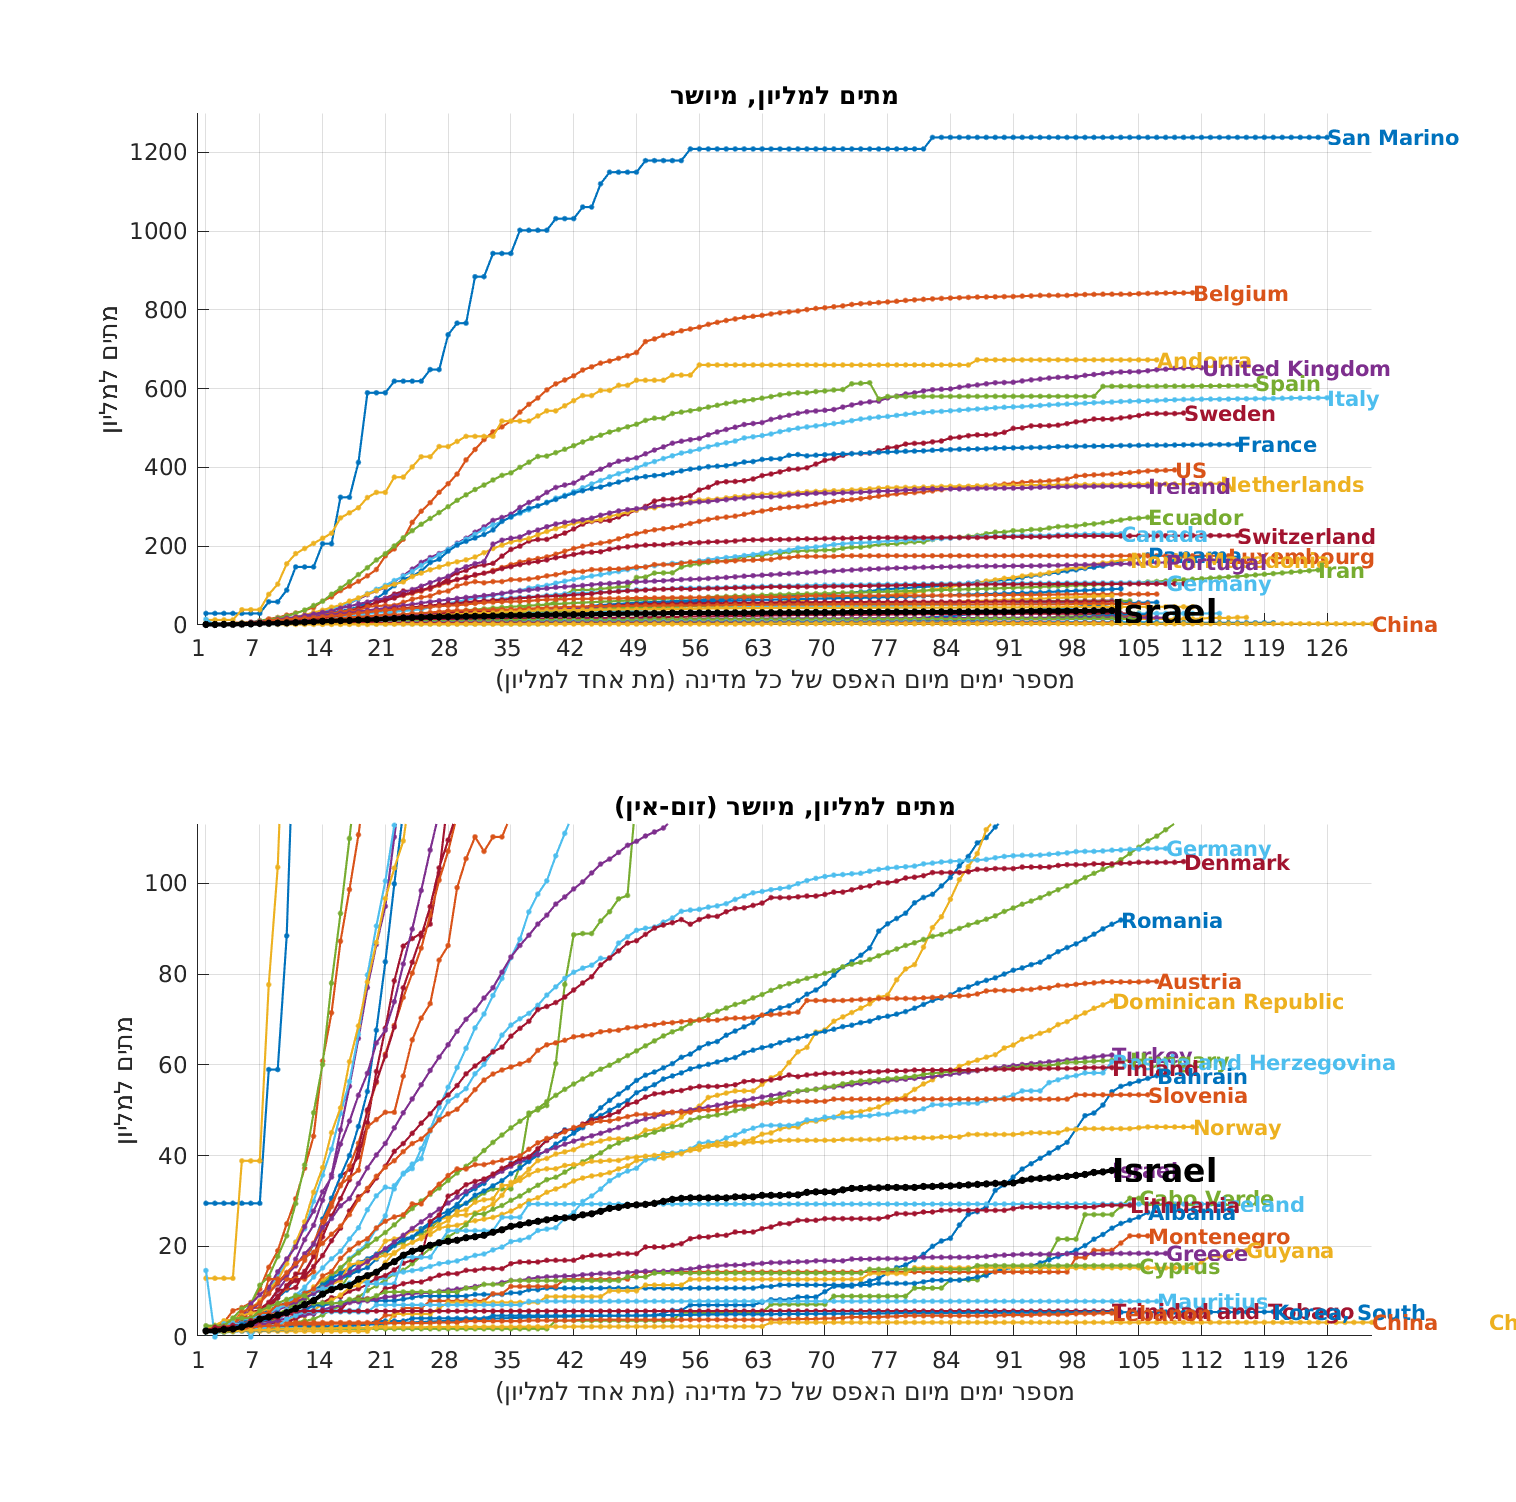 מתים למליון, מיושר
מתים למליון
1200
1000
800
600
400
200
0
San Marino
Belgium
Andorra
United Kingdom
Spain
Italy
Sweden
France
US
Netherlands
Ireland
Ecuador
Canada
Switzerland
Panama
Luxembourg
Portugal
Iran
Germany
Israel
China
1 7 14 21 28 35 42 49 56 63 70 77 84 91 98 105 112 119 126
מספר ימים מיום האפס של כל מדינה (מת אחד למליון)
מתים למליון, מיושר (זום-אין)
מתים למליון
100
80
60
40
20
0
Germany
Denmark
Romania
Austria
Dominican Republic
Turkey
Hungary
and Herzegovina
Finland
Bahrain
Slovenia
Norway
Israel
Cabo Verde
Lithuania
Albania
Montenegro
Guyana
Greece
Cyprus
Mauritius
Trinidad and Tobago
Korea, South
Lebanon
China
Ch
1 7 14 21 28 35 42 49 56 63 70 77 84 91 98 105 112 119 126
מספר ימים מיום האפס של כל מדינה (מת אחד למליון)